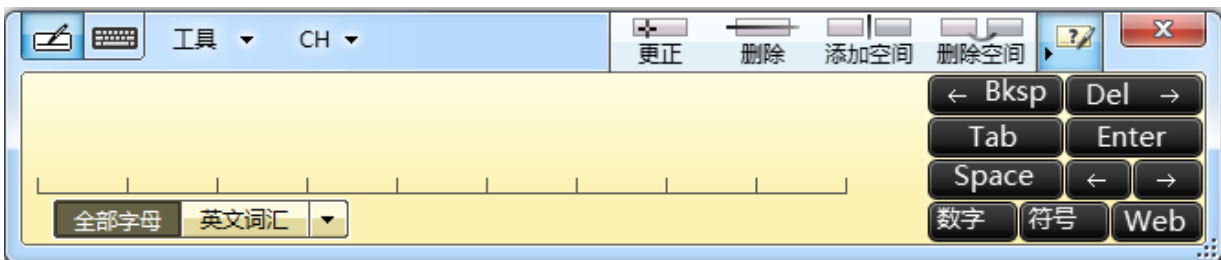 工具 CH 更正 删除 添加空间 删除空间
← Bksp Del →
Tab Enter
Space ← →
全部字母 英文词汇 数字 符号 Web